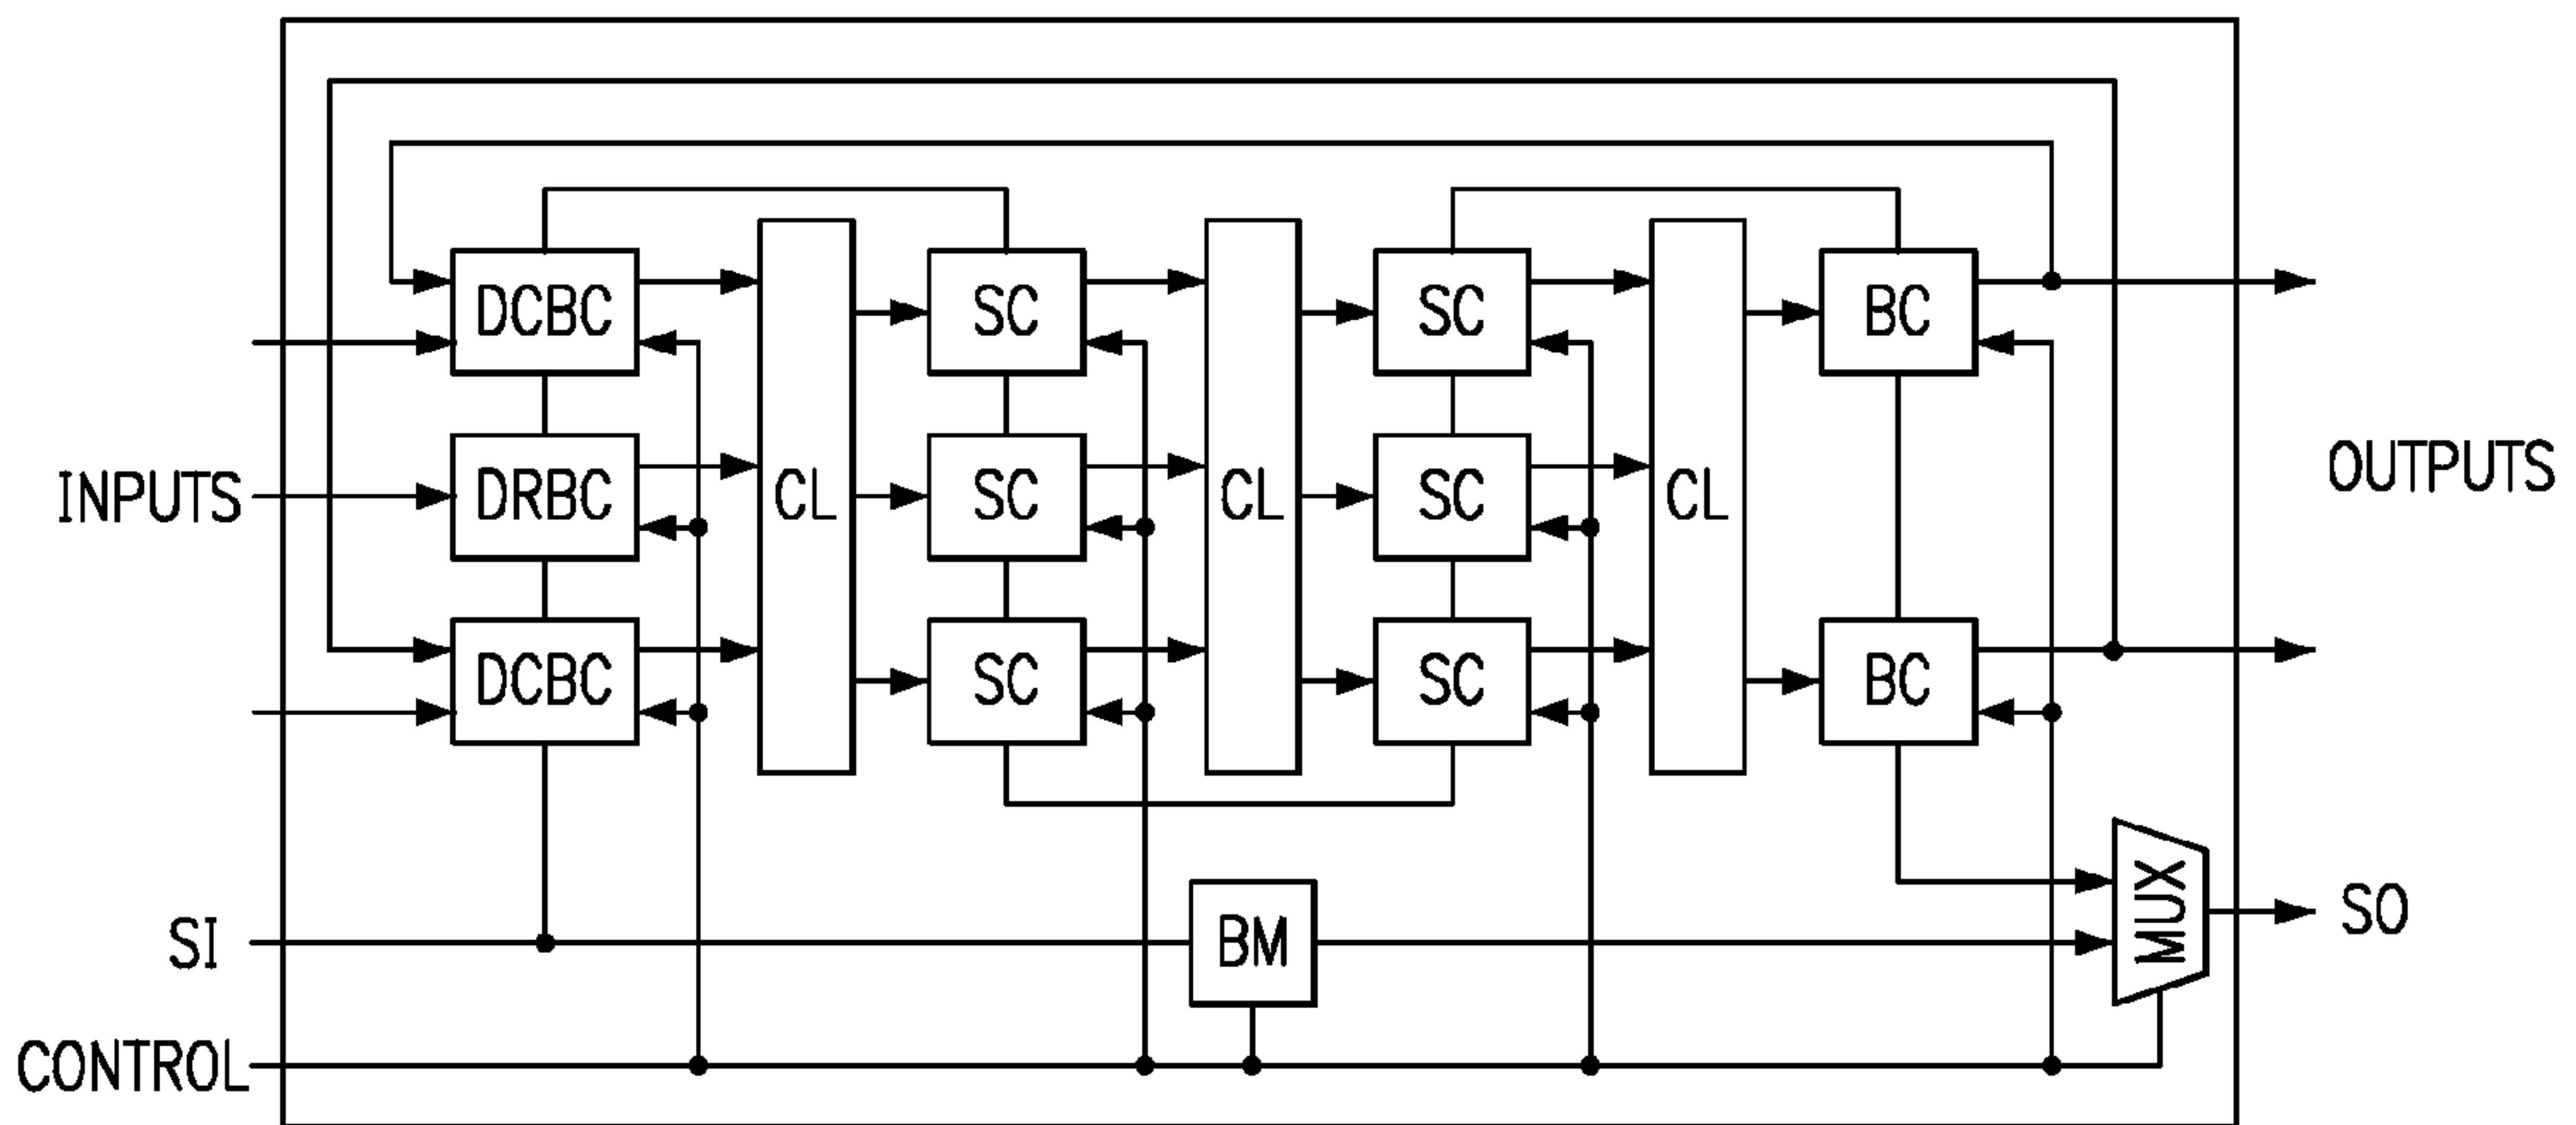 DCBC
SC
SC
BC
INPUTS
DRBC
CL
SC
CL
SC
CL
OUTPUTS
DCBC
SC
SC
BC
SI
BM
MUX
SO
CONTROL